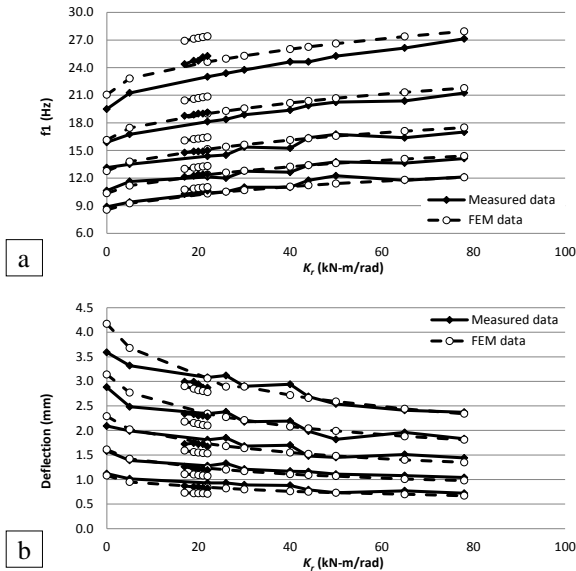 30.0
27.0
24.0
21.0
18.0
15.0
12.0
9.0
6.0
f1 (Hz)
Measured data
FEM data
0 20 40 60 80 100
Kr (kN-m/rad)
a
4.5
4.0
3.5
3.0
2.5
2.0
1.5
1.0
0.5
0.0
Deflection (mm)
Measured data
FEM data
0 20 40 60 80 100
Kr (kN-m/rad)
b